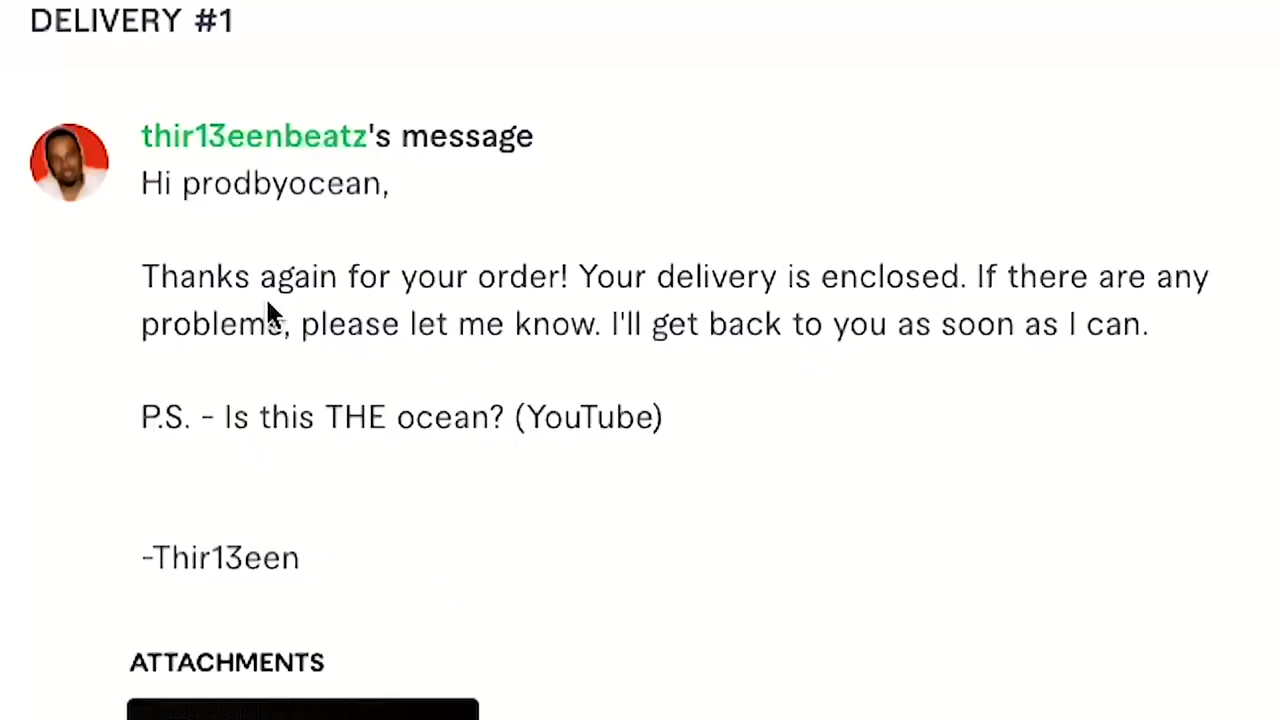 DELIVERY #1
thir13eenbeatz's message
Hi prodbyocean,
Thanks again for your order! Your delivery is enclosed. If there are any
problems, please let me know. I'll get back to you as soon as I can.
P.S. - Is this THE ocean? (YouTube)
-Thir13een
ATTACHMENTS